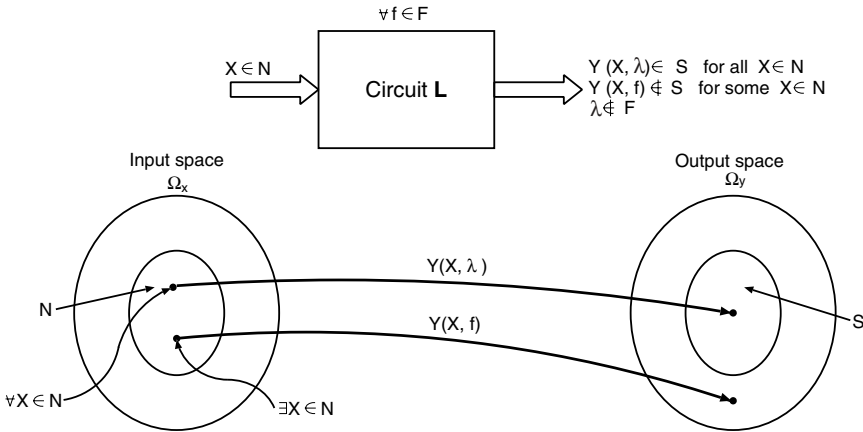 ∀f ∈ F
X ∈ N
Circuit L
Y (X, λ) ∈ S for all X ∈ N
Y (X, f) ∉ S for some X ∈ N
λ ∉ F
Input space
Ωx
Output space
Ωy
Y(X, λ )
N
Y(X, f)
S
∀X ∈ N
∃X ∈ N